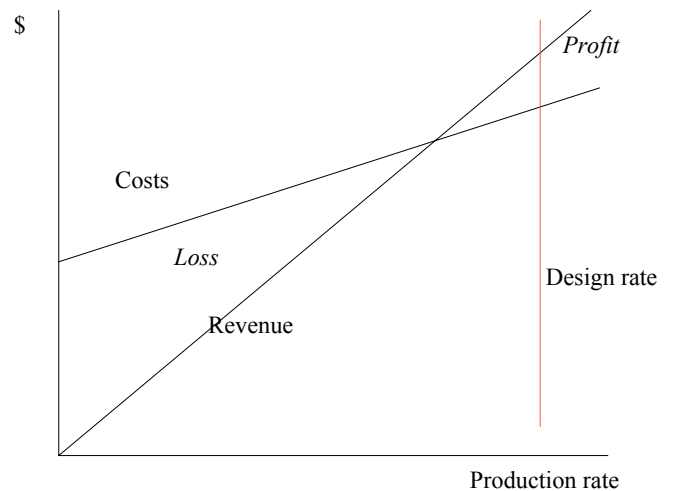 $
Profit
Costs
Loss
Design rate
Revenue
Production rate